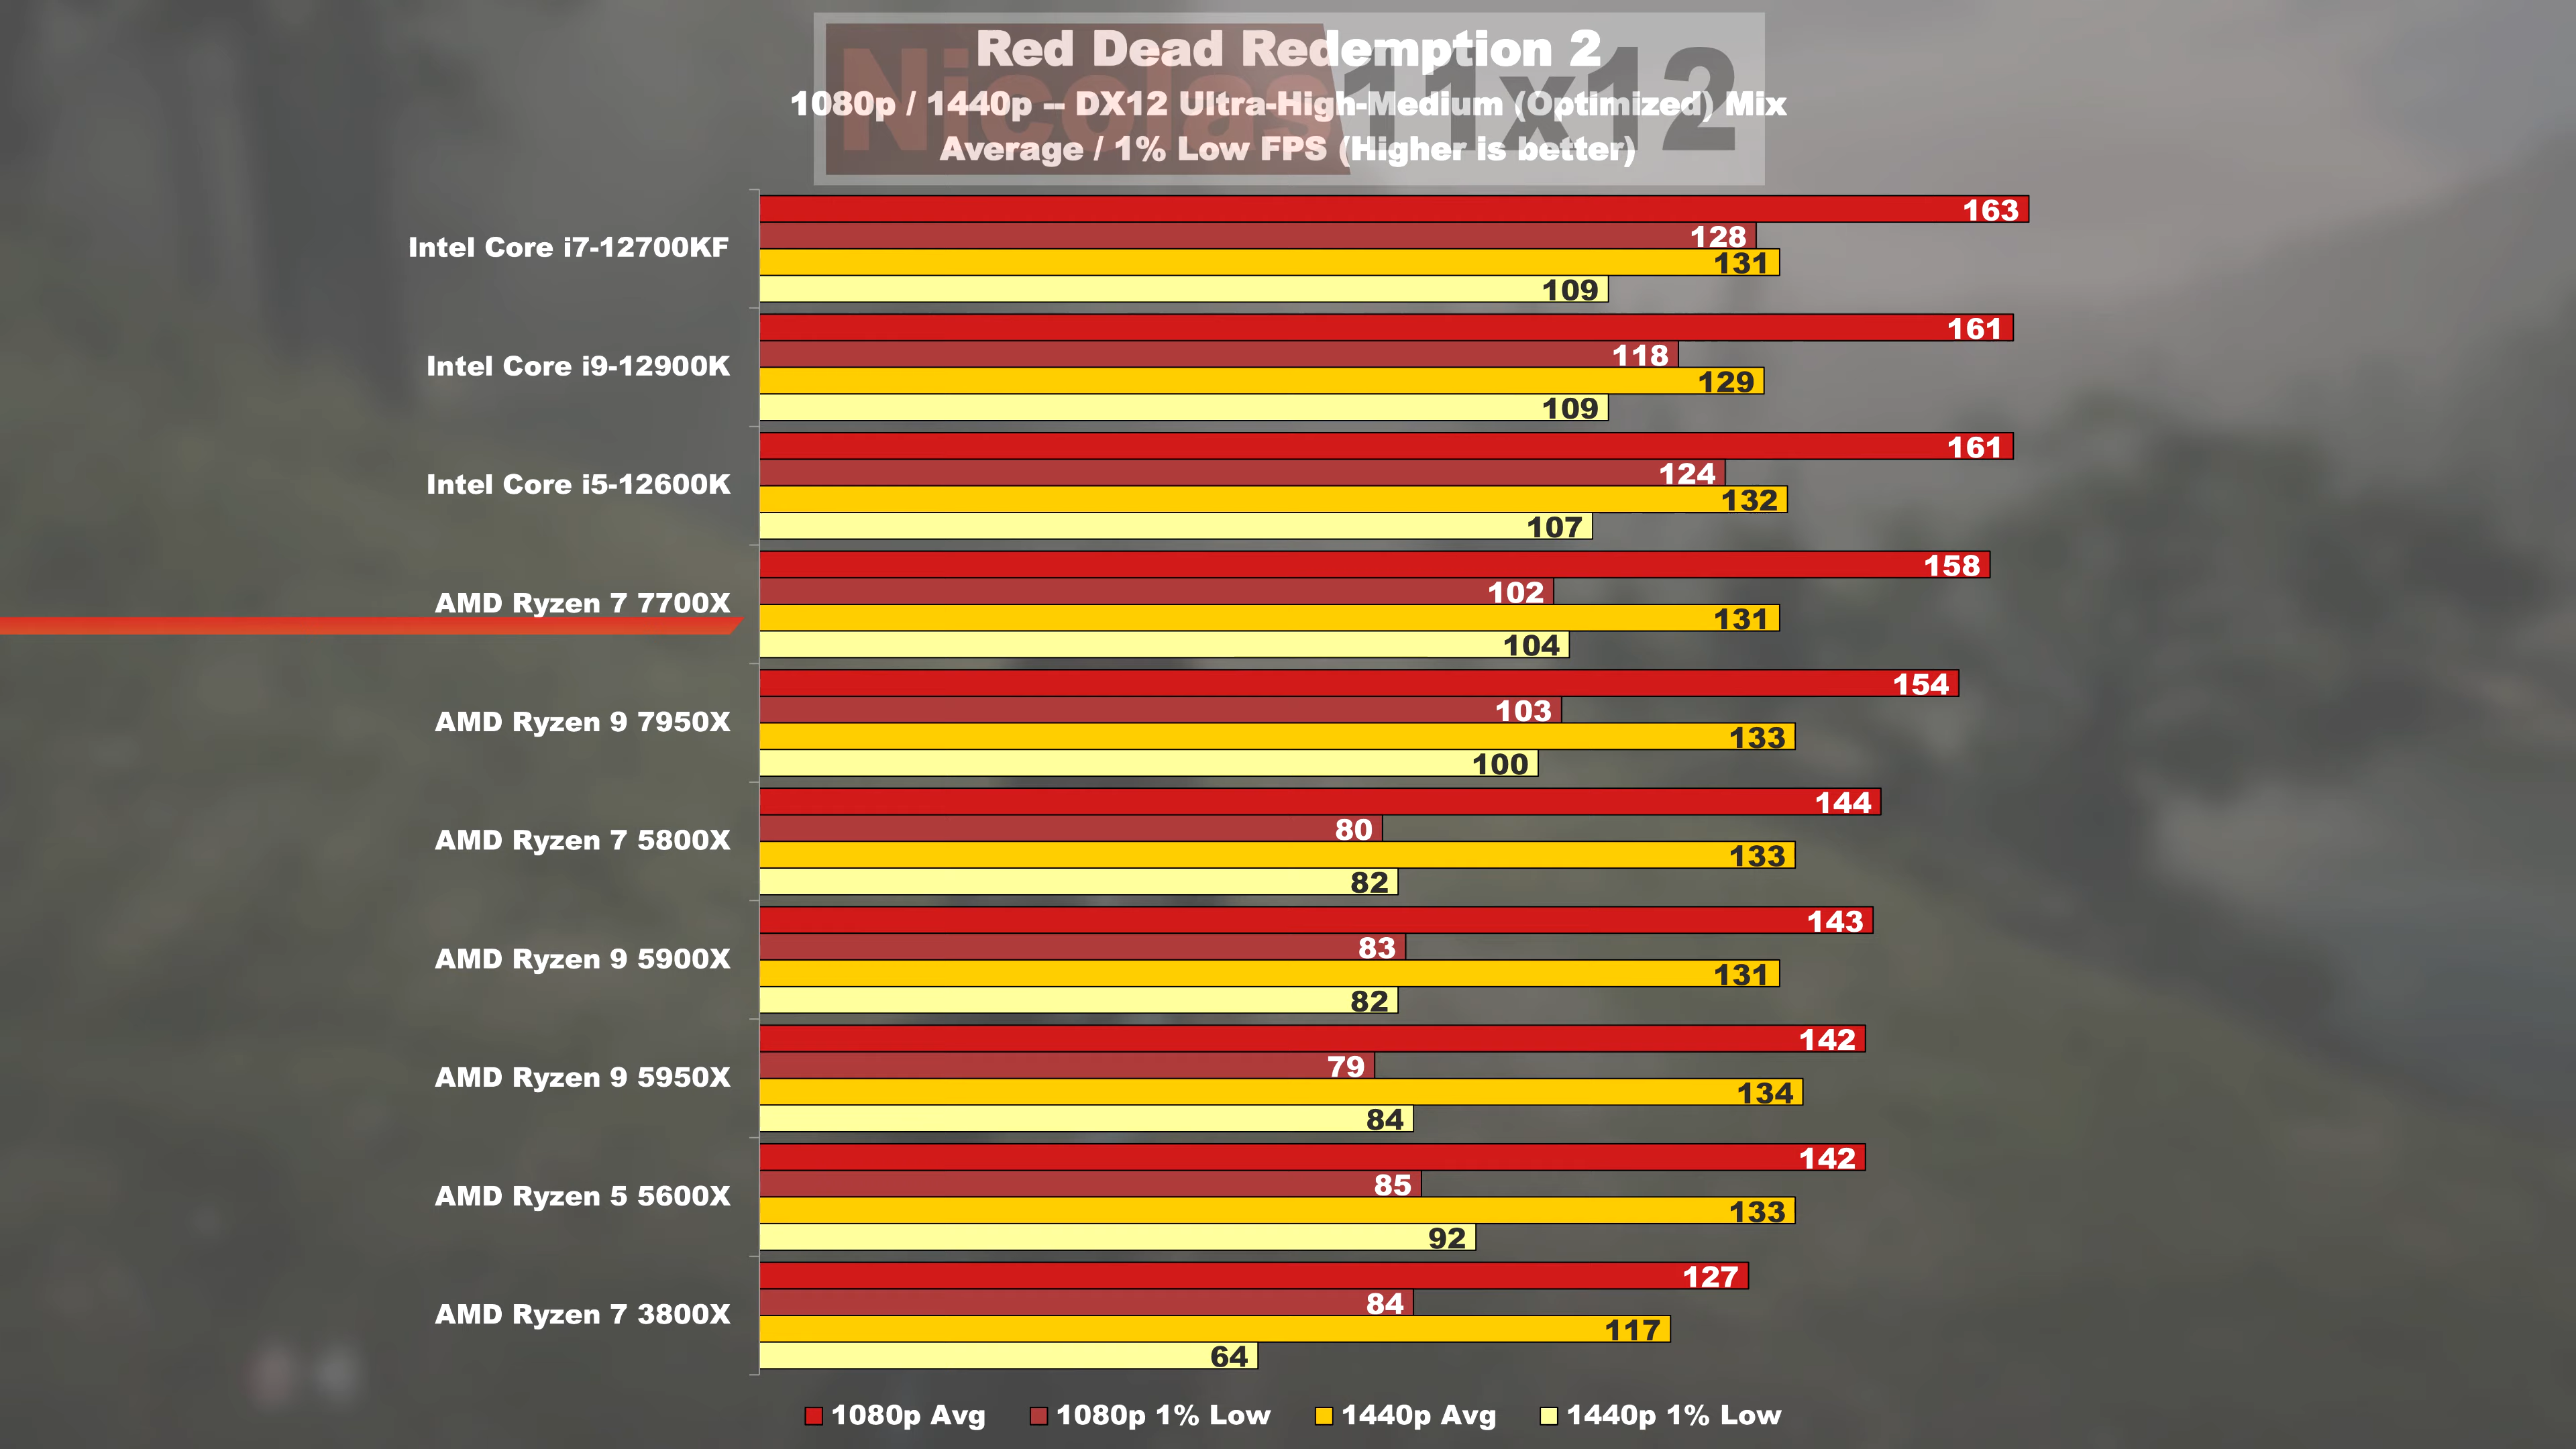 Nicolas11x12
Red Dead Redemption 2
1080p / 1440p -- DX12 Ultra-High-Medium (Optimized) Mix
Average / 1% Low FPS (Higher is better)
Intel Core i7-12700KF
163
128
131
109
Intel Core i9-12900K
161
118
129
109
Intel Core i5-12600K
161
124
132
107
AMD Ryzen 7 7700X
158
102
131
104
AMD Ryzen 9 7950X
154
103
133
100
AMD Ryzen 7 5800X
144
80
133
82
AMD Ryzen 9 5900X
143
83
131
82
AMD Ryzen 9 5950X
142
79
134
84
AMD Ryzen 5 5600X
142
85
133
92
AMD Ryzen 7 3800X
127
84
117
64
1080p Avg 1080p 1% Low 1440p Avg 1440p 1% Low